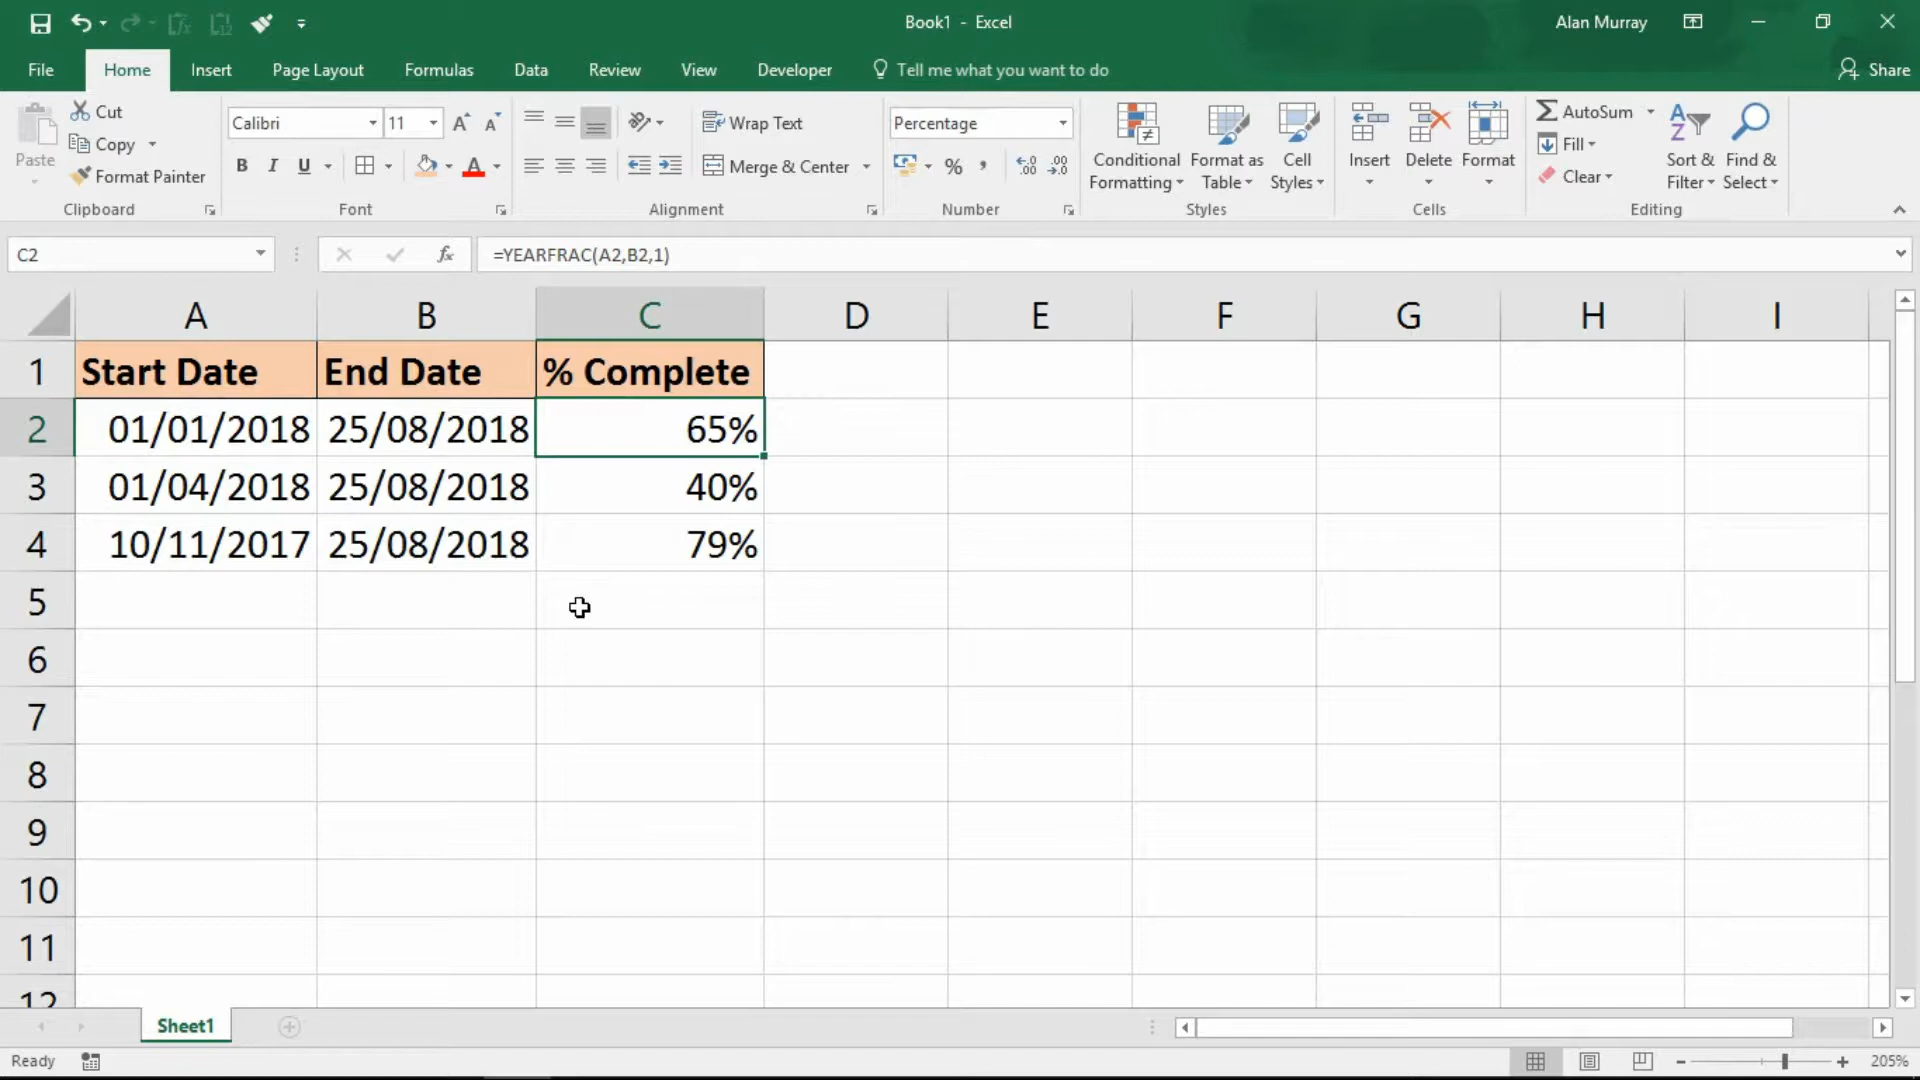 Book1 - Excel
Alan Murray
File Home Insert Page Layout Formulas Data Review View Developer Tell me what you want to do Share
Paste
Cut
Copy
Format Painter
Clipboard
Calibri 11
B I U A
Font
Wrap Text
Merge & Center
Alignment
Percentage
% , .00
Number
Conditional Formatting
Format as Table
Cell Styles
Styles
Insert Delete Format
Cells
AutoSum
Fill
Clear
Sort & Filter
Find & Select
Editing
C2 fx =YEARFRAC(A2,B2,1)
A B C D E F G H I
1 Start Date End Date % Complete
2 01/01/2018 25/08/2018 65%
3 01/04/2018 25/08/2018 40%
4 10/11/2017 25/08/2018 79%
5
6
7
8
9
10
11
12
Sheet1
Ready 205%